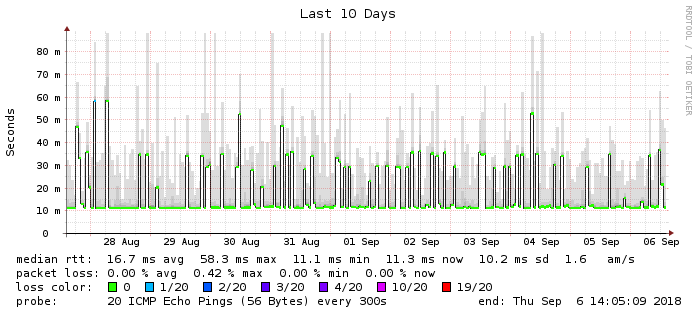 Last 10 Days
RRDTOOL / TOBI OETIKER
Seconds
80 m
70 m
60 m
50 m
40 m
30 m
20 m
10 m
0
28 Aug 29 Aug 30 Aug 31 Aug 01 Sep 02 Sep 03 Sep 04 Sep 05 Sep 06 Sep
median rtt: 16.7 ms avg 58.3 ms max 11.1 ms min 11.3 ms now 10.2 ms sd 1.6 am/s
packet loss: 0.00 % avg 0.42 % max 0.00 % min 0.00 % now
loss color: 0 1/20 2/20 3/20 4/20 10/20 19/20
probe: 20 ICMP Echo Pings (56 Bytes) every 300s end: Thu Sep 6 14:05:09 2018